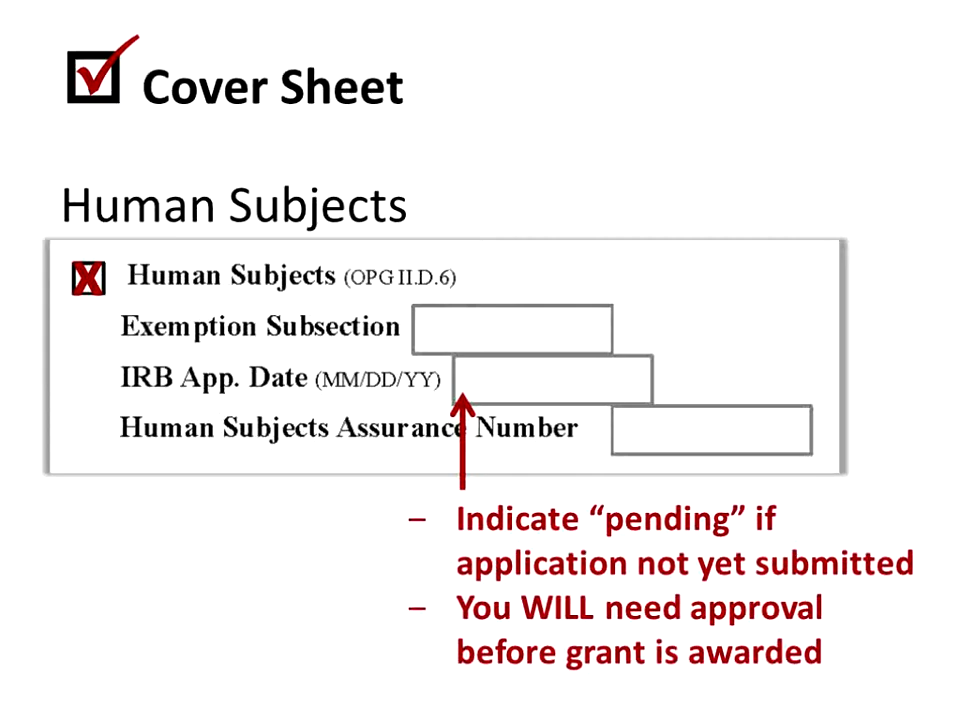 Cover Sheet
Human Subjects
X Human Subjects (OPG II.D.6)
Exemption Subsection
IRB App. Date (MM/DD/YY)
Human Subjects Assurance Number
– Indicate “pending” if
application not yet submitted
– You WILL need approval
before grant is awarded